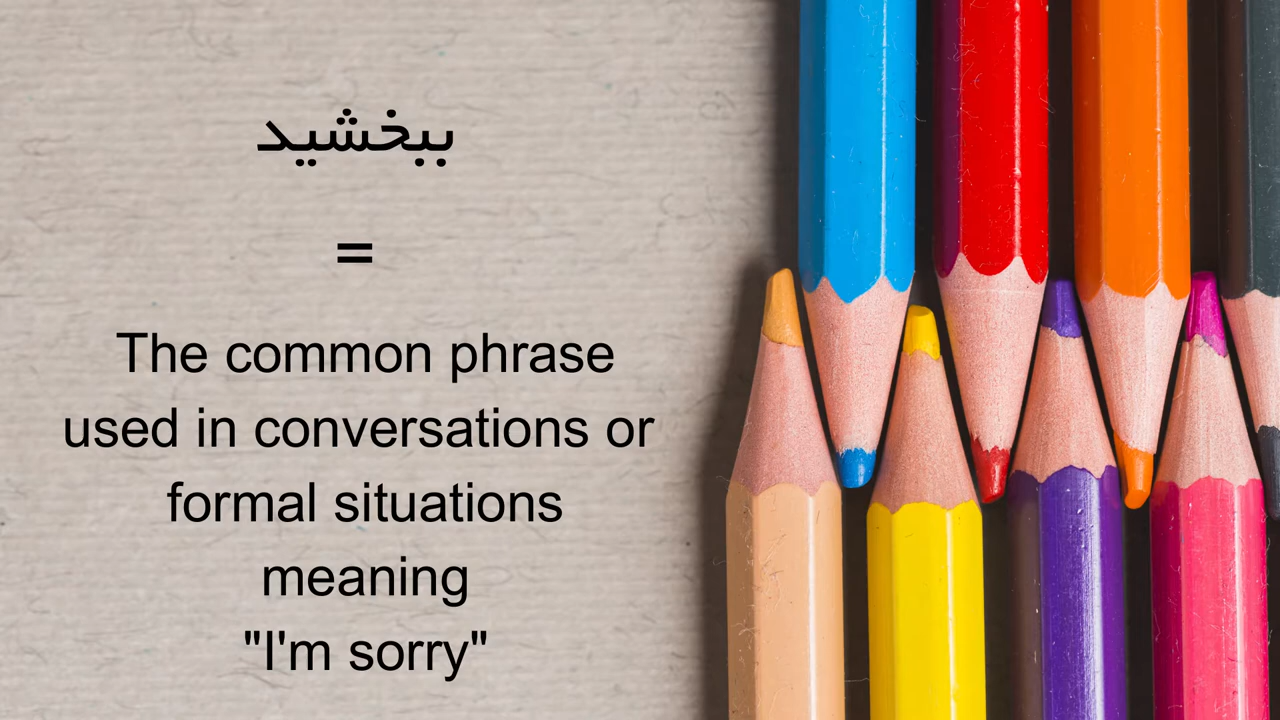 ببخشید
=
The common phrase
used in conversations or
formal situations
meaning
"I'm sorry"